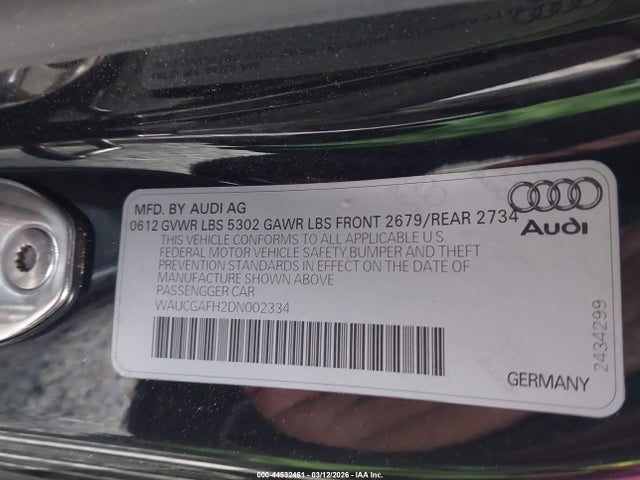 MFD. BY AUDI AG
0612 GVWR LBS 5302 GAWR LBS FRONT 2679/REAR 2734
THIS VEHICLE CONFORMS TO ALL APPLICABLE U S
FEDERAL MOTOR VEHICLE SAFETY,BUMPER AND THEFT
PREVENTION STANDARDS IN EFFECT ON THE DATE OF
MANUFACTURE SHOWN ABOVE
PASSENGGER CAR
WAUCGAFH2DN002334
Audi
2434299
GERMANY
000-44532461 - 03/12/2026 - IAA Inc.